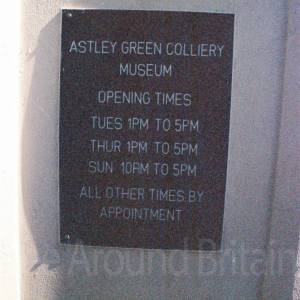 ASTLEY GREEN COLLIERY
MUSEUM
OPENING TIMES
TUES 1PM TO 5PM
THUR 1PM TO 5PM
SUN 10PM TO 5PM
ALL OTHER TIMES BY
APPOINTMENT
Around Britain